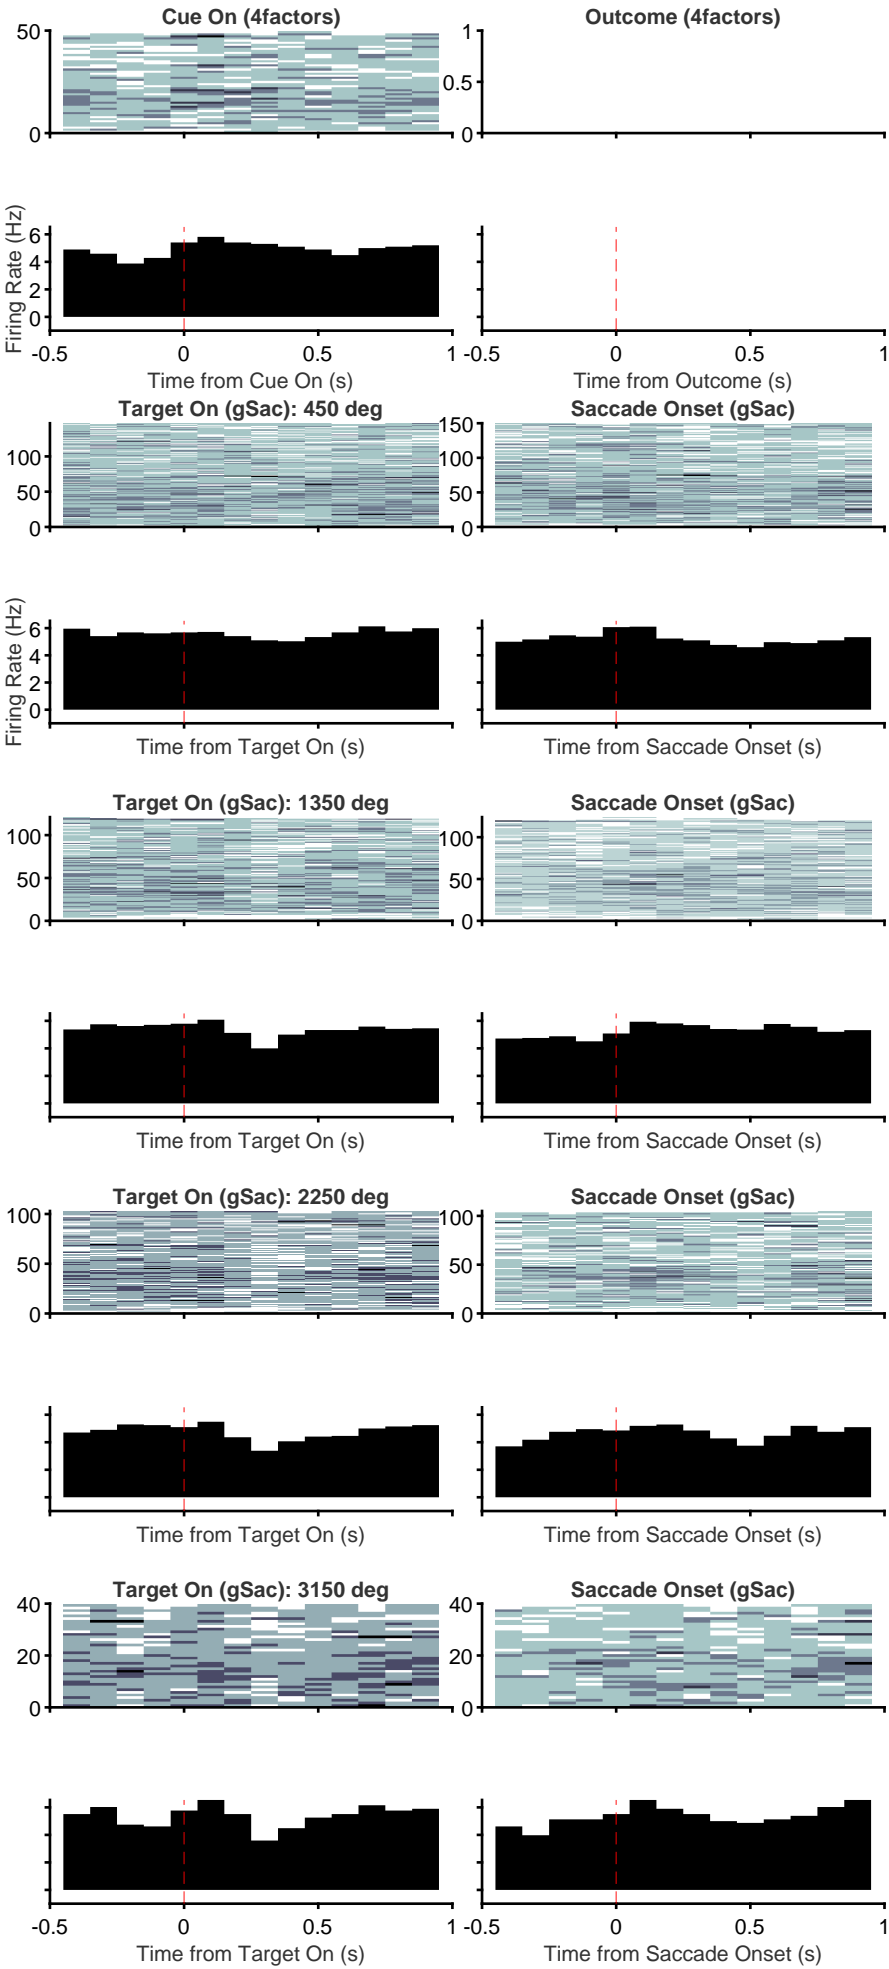 Cue On (4factors) Outcome (4factors)
50 1
0.5
0 0
Firing Rate (Hz)
6
4
2
0
-0.5 0 0.5 1 -0.5 0 0.5 1
Time from Cue On (s) Time from Outcome (s)
Target On (gSac): 450 deg Saccade Onset (gSac)
150
100 100
50 50
0 0
Firing Rate (Hz)
6
4
2
0
Time from Target On (s) Time from Saccade Onset (s)
Target On (gSac): 1350 deg Saccade Onset (gSac)
100 100
50 50
0 0
Time from Target On (s) Time from Saccade Onset (s)
Target On (gSac): 2250 deg Saccade Onset (gSac)
100 100
50 50
0 0
Time from Target On (s) Time from Saccade Onset (s)
Target On (gSac): 3150 deg Saccade Onset (gSac)
40 40
20 20
0 0
-0.5 0 0.5 1 -0.5 0 0.5 1
Time from Target On (s) Time from Saccade Onset (s)